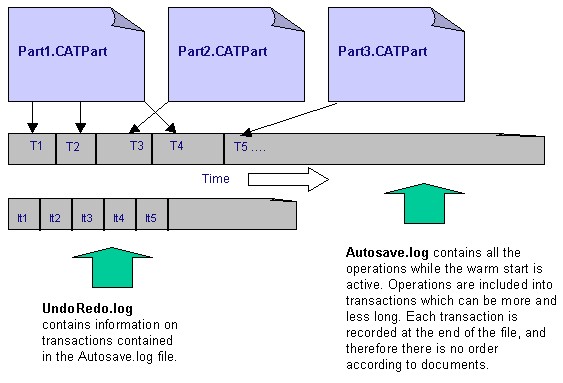 Part1.CATPart
Part2.CATPart
Part3.CATPart
T1
T2
T3
T4
T5 ....
Time
It1
It2
It3
It4
It5
UndoRedo.log
contains information on
transactions contained
in the Autosave.log file.
Autosave.log contains all the
operations while the warm start is
active. Operations are included into
transactions which can be more and
less long. Each transaction is
recorded at the end of the file, and
therefore there is no order
according to documents.